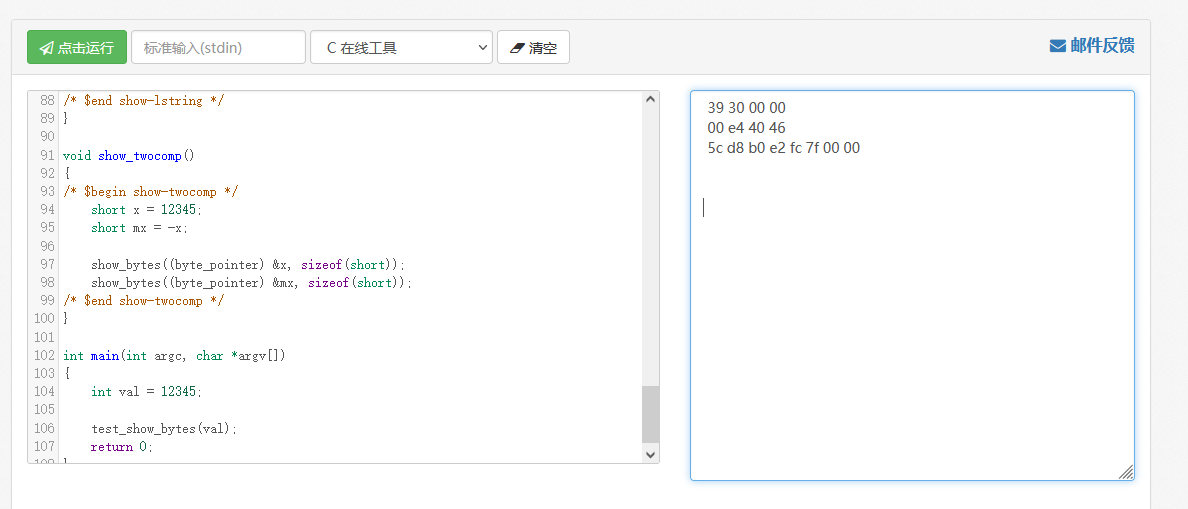 点击运行 标准输入(stdin) C 在线工具 清空 邮件反馈
88 /* $end show-lstring */
89 }
90
91 void show_twocomp()
92 {
93 /* $begin show-twocomp */
94     short x = 12345;
95     short mx = -x;
96
97     show_bytes((byte_pointer) &x, sizeof(short));
98     show_bytes((byte_pointer) &mx, sizeof(short));
99 /* $end show-twocomp */
100 }
101
102 int main(int argc, char *argv[])
103 {
104     int val = 12345;
105
106     test_show_bytes(val);
107     return 0;
39 30 00 00
00 e4 40 46
5c d8 b0 e2 fc 7f 00 00